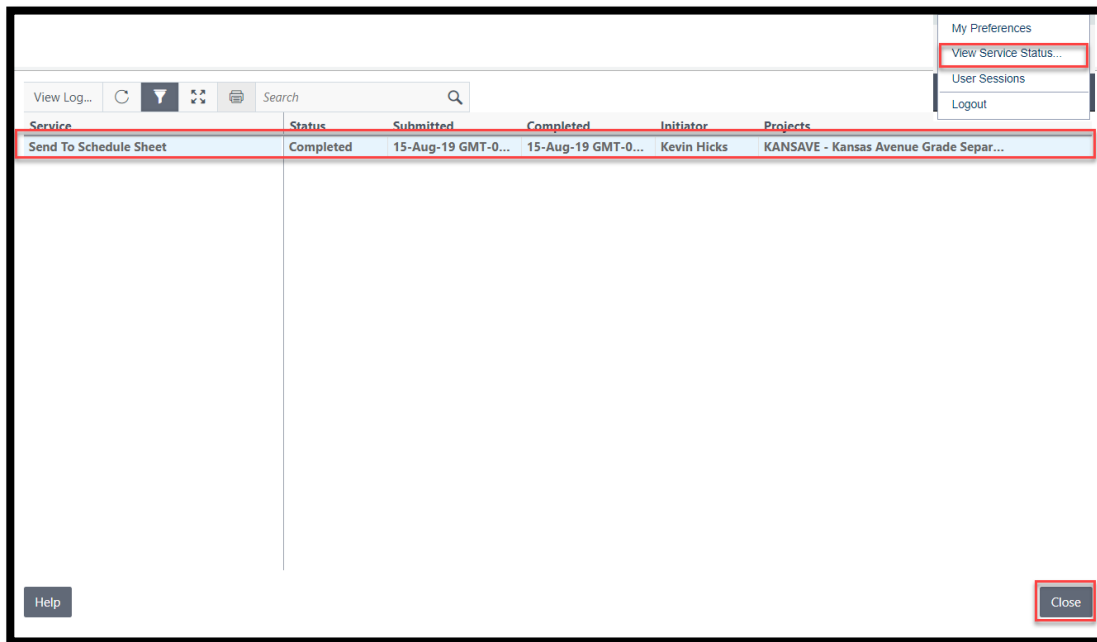 My Preferences
View Service Status...
User Sessions
Logout
View Log... Search
Service Status Submitted Completed Initiator Projects
Send To Schedule Sheet Completed 15-Aug-19 GMT-0... 15-Aug-19 GMT-0... Kevin Hicks KANSAVE - Kansas Avenue Grade Separ...
Help Close